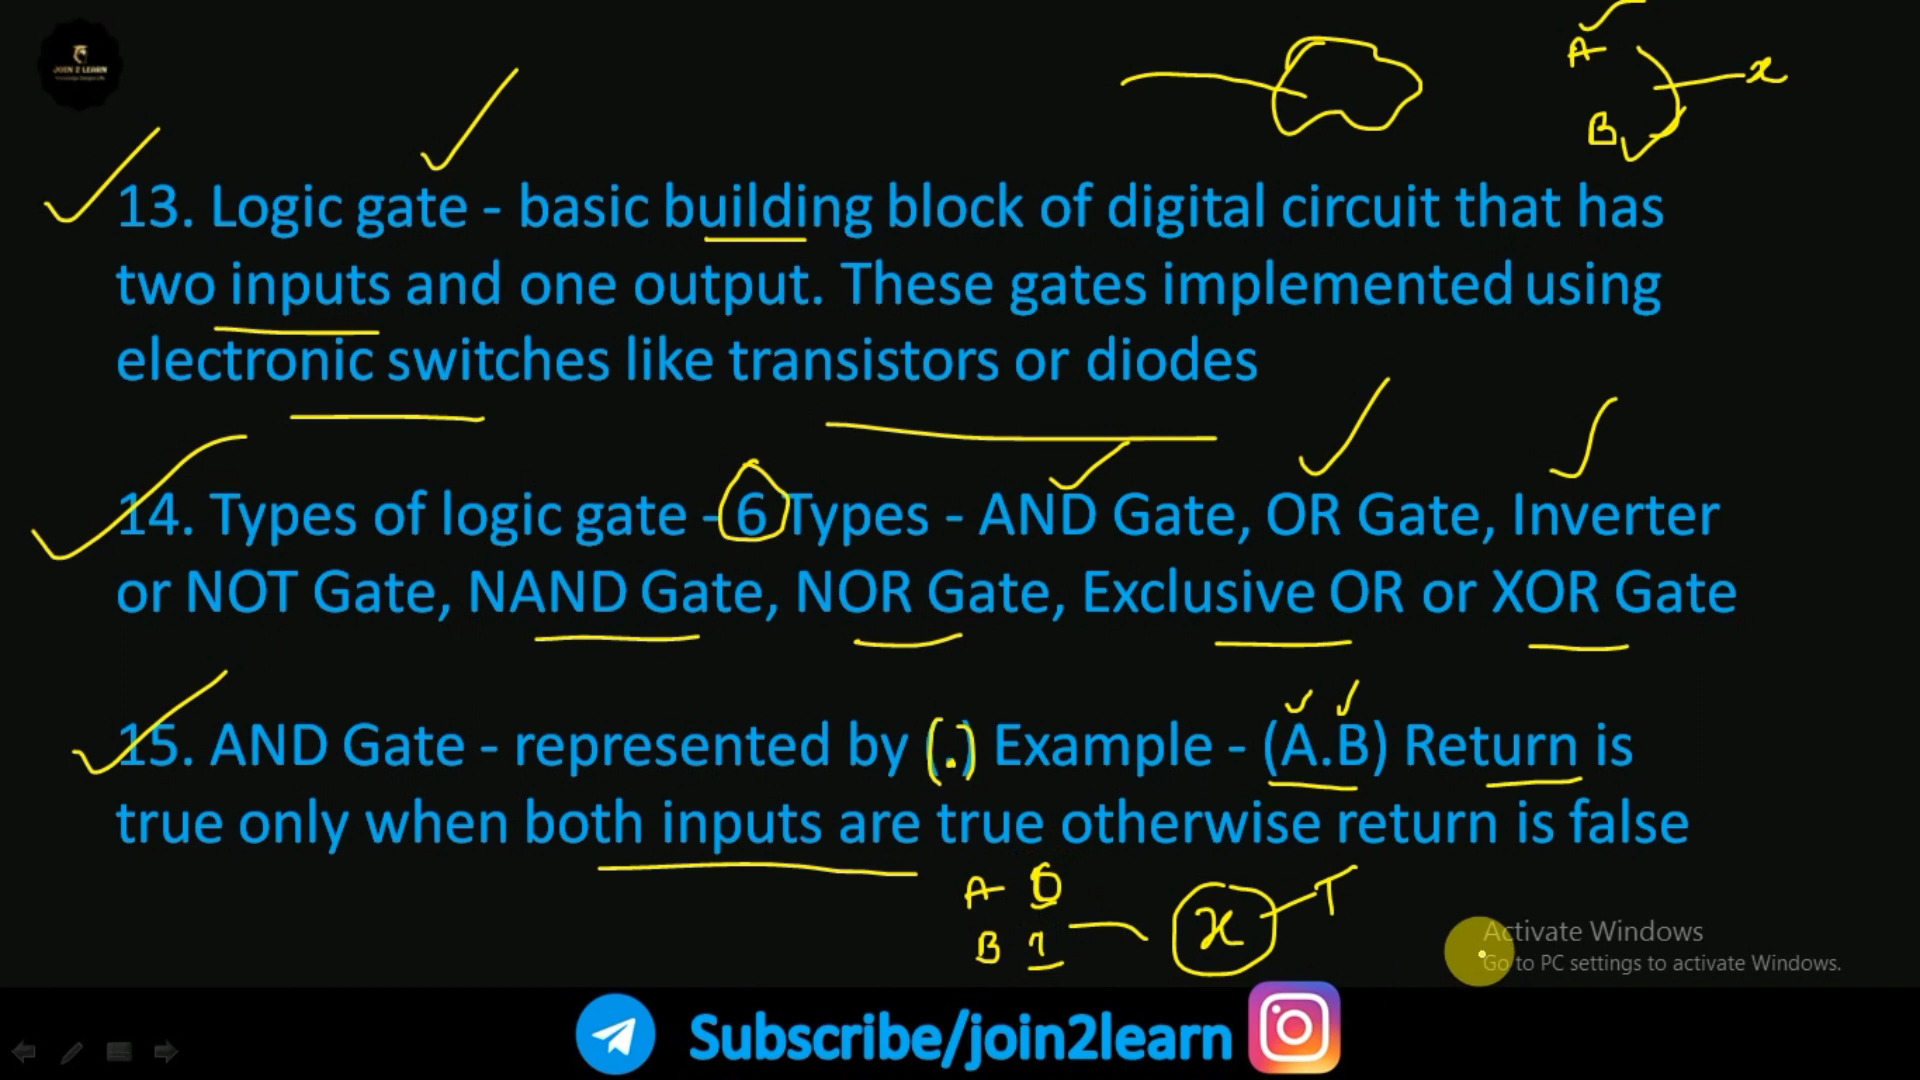 JOIN 2 LEARN
A
x
B
13. Logic gate - basic building block of digital circuit that has
two inputs and one output. These gates implemented using
electronic switches like transistors or diodes
14. Types of logic gate - 6 Types - AND Gate, OR Gate, Inverter
or NOT Gate, NAND Gate, NOR Gate, Exclusive OR or XOR Gate
15. AND Gate - represented by (.) Example - (A.B) Return is
true only when both inputs are true otherwise return is false
A
B 1
x T
Activate Windows
Go to PC settings to activate Windows.
Subscribe/join2learn